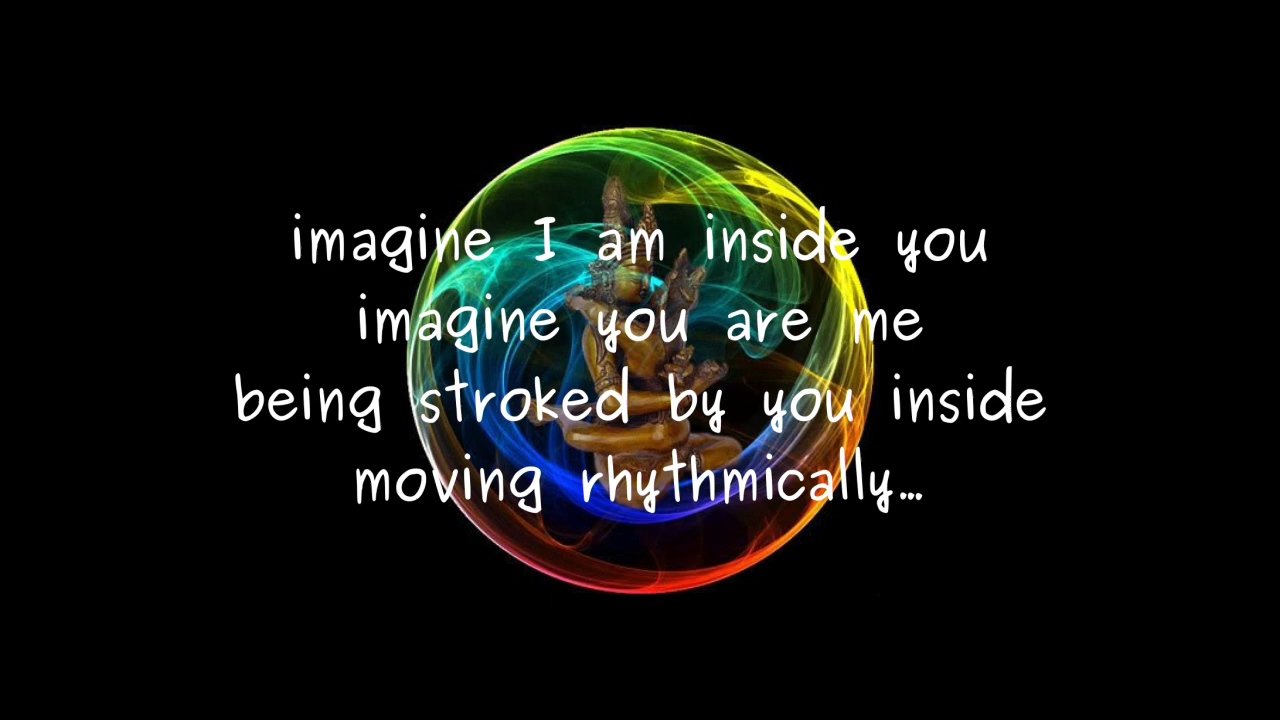 imagine I am inside you
imagine you are me
being stroked by you inside
moving rhythmically...